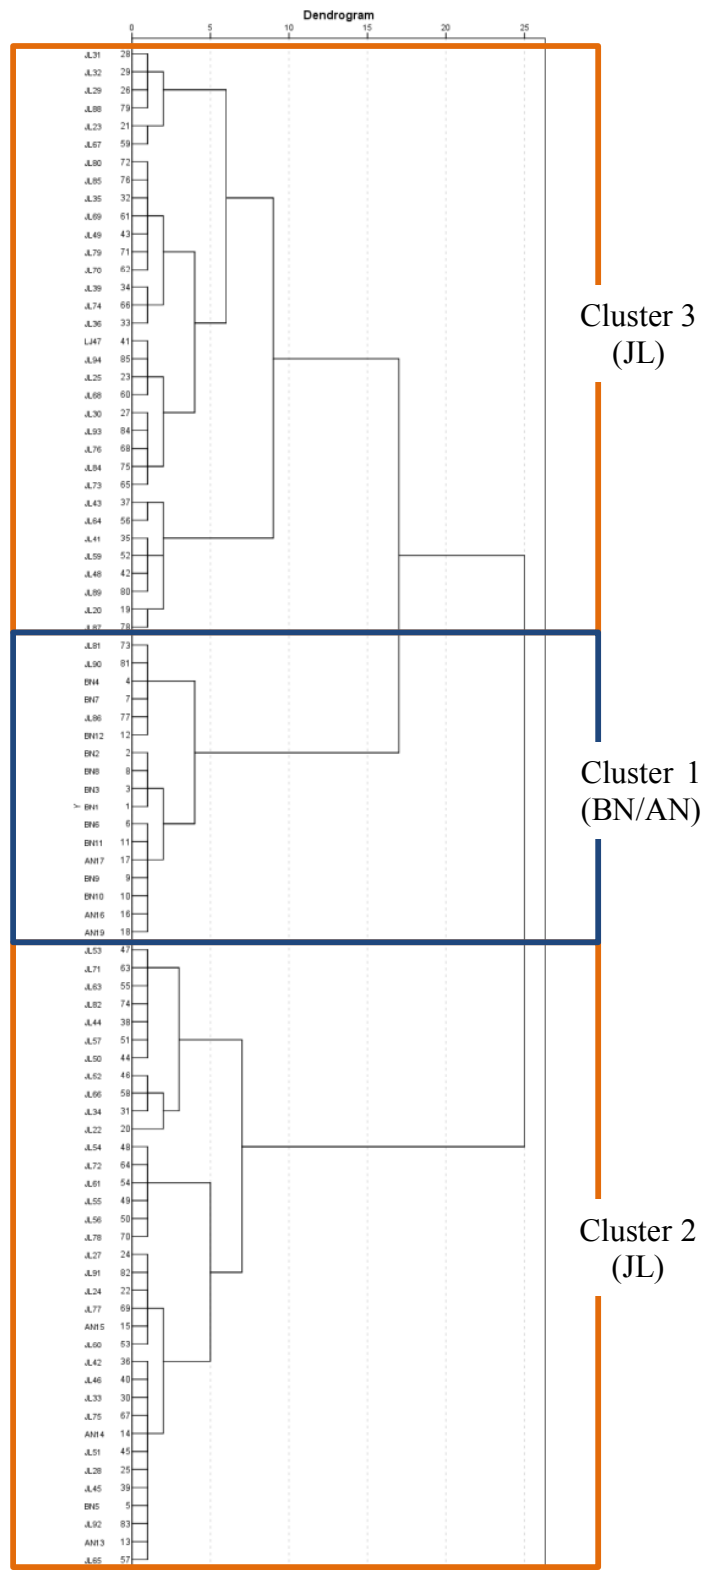 Dendrogram
0 5 10 15 20 25
JL31 28
JL32 29
JL29 26
JL88 79
JL23 21
JL67 59
JL80 72
JL85 76
JL35 32
JL69 61
JL49 43
JL79 71
JL70 62
JL39 34
JL74 66
JL36 33
LJ47 41
JL94 85
JL25 23
JL68 60
JL30 27
JL93 84
JL76 68
JL84 75
JL73 65
JL43 37
JL64 56
JL41 35
JL59 52
JL48 42
JL89 80
JL20 19
JL87 78
Cluster 3
(JL)
JL81 73
JL90 81
BN4 4
BN7 7
JL86 77
BN12 12
BN2 2
BN8 8
BN3 3
Y BN1 1
BN6 6
BN11 11
AN17 17
BN9 9
BN10 10
AN16 16
AN19 18
Cluster 1
(BN/AN)
JL53 47
JL71 63
JL63 55
JL82 74
JL44 38
JL57 51
JL50 44
JL52 46
JL66 58
JL34 31
JL22 20
JL54 48
JL72 64
JL61 54
JL55 49
JL56 50
JL78 70
JL27 24
JL91 82
JL24 22
JL77 69
AN15 15
JL60 53
JL42 36
JL46 40
JL33 30
JL75 67
AN14 14
JL51 45
JL28 25
JL45 39
BN5 5
JL92 83
AN13 13
JL65 57
Cluster 2
(JL)